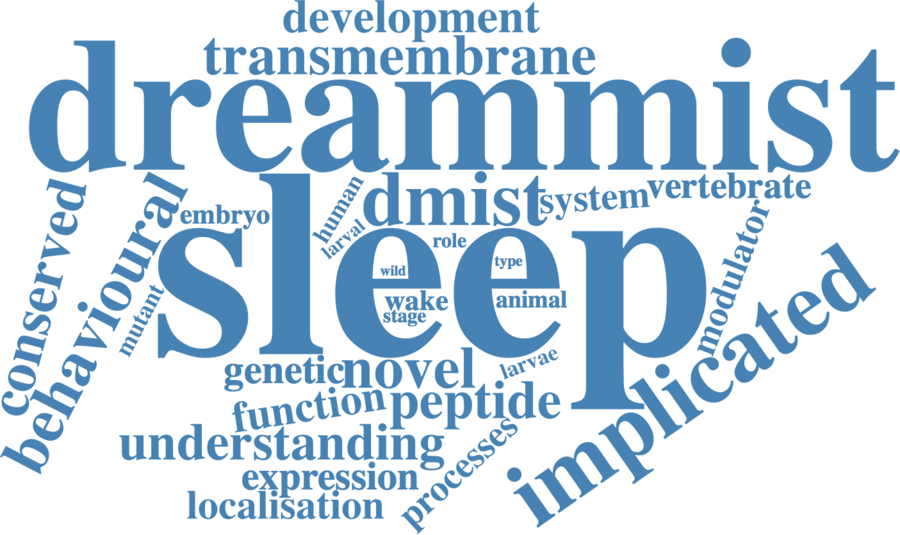 development
transmembrane
dreammist
conserved
behavioural
embryo
mutant
sleep
human
larval
dmist
system
vertebrate
role
wild
type
wake
stage
animal
modulator
implicated
genetic
novel
larvae
function
peptide
understanding
processes
expression
localisation